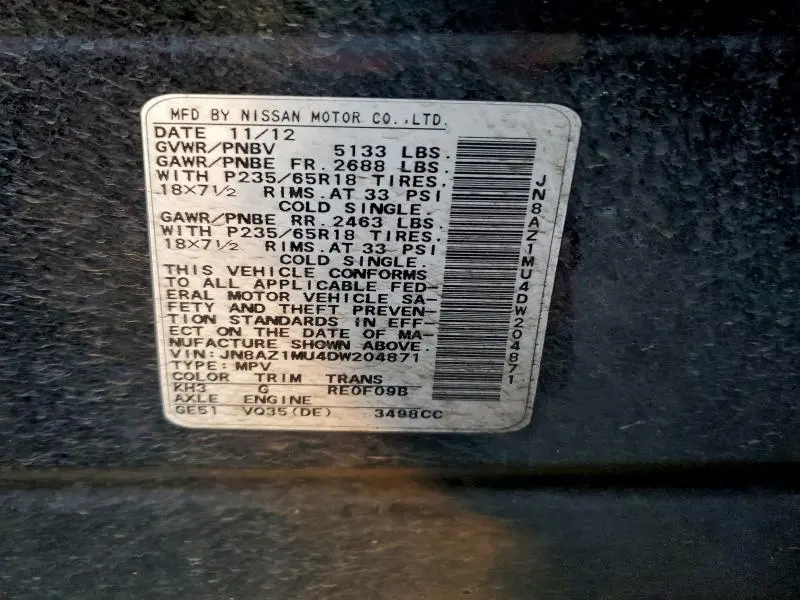 MFD BY NISSAN MOTOR CO.,LTD.
DATE 11/12
GVWR/PNBV 5133 LBS.
GAWR/PNBE FR.2688 LBS.
WITH P235/65R18 TIRES.
18×7½ RIMS.AT 33 PSI
COLD SINGLE.
GAWR/PNBE RR.2463 LBS.
WITH P235/65R18 TIRES.
18×7½ RIMS.AT 33 PSI
COLD SINGLE.
THIS VEHICLE CONFORMS
TO ALL APPLICABLE FED-
ERAL MOTOR VEHICLE SA-
FETY AND THEFT PREVEN-
TION STANDARDS IN EFF-
ECT ON THE DATE OF MA-
NUFACTURE SHOWN ABOVE.
VIN: JN8AZ1MU4DW204871
TYPE: MPV
COLOR TRIM TRANS
KH3 G RE0F09B
AXLE ENGINE
GE51 VQ35(DE) 3498CC
JN8AZ1MU4DW204871